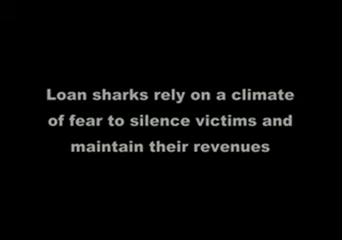 Loan sharks rely on a climate
of fear to silence victims and
maintain their revenues